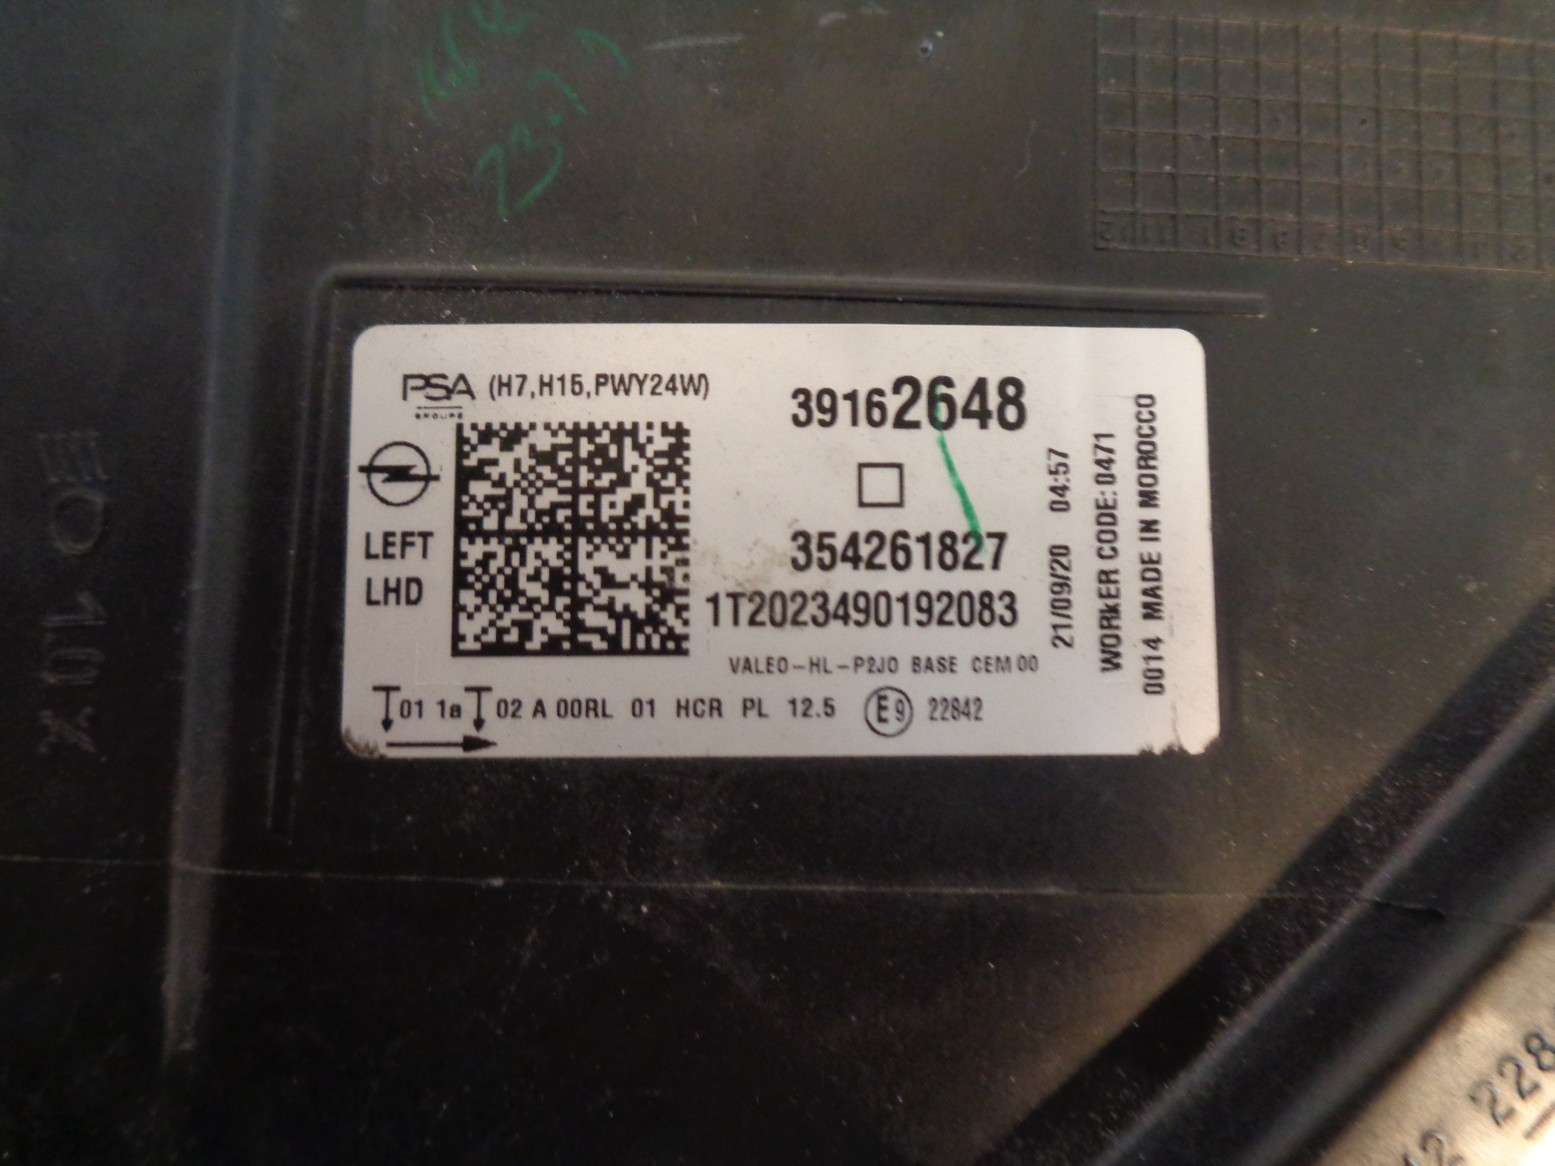 23.
PSA (H7,H15,PWY24W)
GROUPE
39162648
LEFT
LHD
354261827
1T2023490192083
VALEO-HL-P2JO BASE CEM 00
01 1a 02 A 00RL 01 HCR PL 12.5 E9 22842
21/09/20 04:57
WORKER CODE:0471
0014 MADE IN MOROCCO